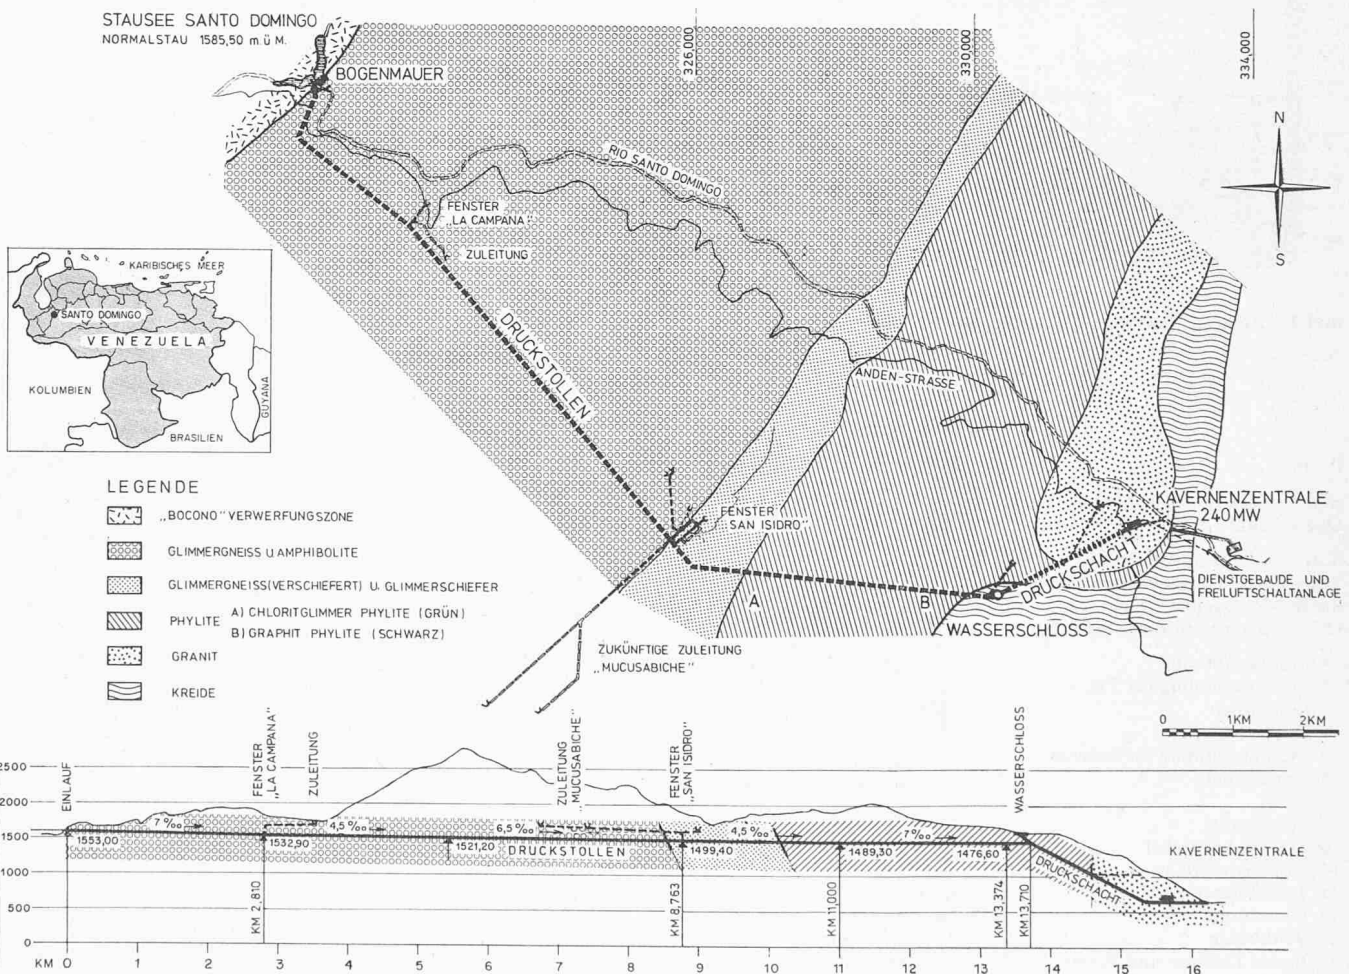 STAUSEE SANTO DOMINGO
NORMALSTAU 1585,50 m.ü M.
BOGENMAUER
326,000
330,000
334,000
N
S
RIO SANTO DOMINGO
FENSTER
„LA CAMPANA"
ZULEITUNG
DRUCKSTOLLEN
ANDEN-STRASSE
KARIBISCHES MEER
SANTO DOMINGO
VENEZUELA
KOLUMBIEN
GUYANA
BRASILIEN
FENSTER
„SAN ISIDRO"
KAVERNENZENTRALE
240MW
DRUCKSCHACHT
DIENSTGEBAUDE UND
FREILUFTSCHALTANLAGE
A
B
WASSERSCHLOSS
ZUKÜNFTIGE ZULEITUNG
„MUCUSABICHE"
LEGENDE
„BOCONO" VERWERFUNGSZONE
GLIMMERGNEISS U AMPHIBOLITE
GLIMMERGNEISS(VERSCHIEFERT) U. GLIMMERSCHIEFER
PHYLITE A) CHLORITGLIMMER PHYLITE (GRÜN)
B) GRAPHIT PHYLITE (SCHWARZ)
GRANIT
KREIDE
0 1KM 2KM
EINLAUF
FENSTER
„LA CAMPANA"
ZULEITUNG
ZULEITUNG
„MUCUSABICHE"
FENSTER
„SAN ISIDRO"
WASSERSCHLOSS
2500
2000
1500
1000
500
0
7 ‰
4,5 ‰
6,5 ‰
4,5 ‰
7 ‰
1553,00
1532,90
1521,20
DRUCKSTOLLEN
1499,40
1489,30
1476,60
DRUCKSCHACHT
KAVERNENZENTRALE
KM 2,810
KM 8,763
KM 11,000
KM 13,374
KM 13,710
KM 0 1 2 3 4 5 6 7 8 9 10 11 12 13 14 15 16